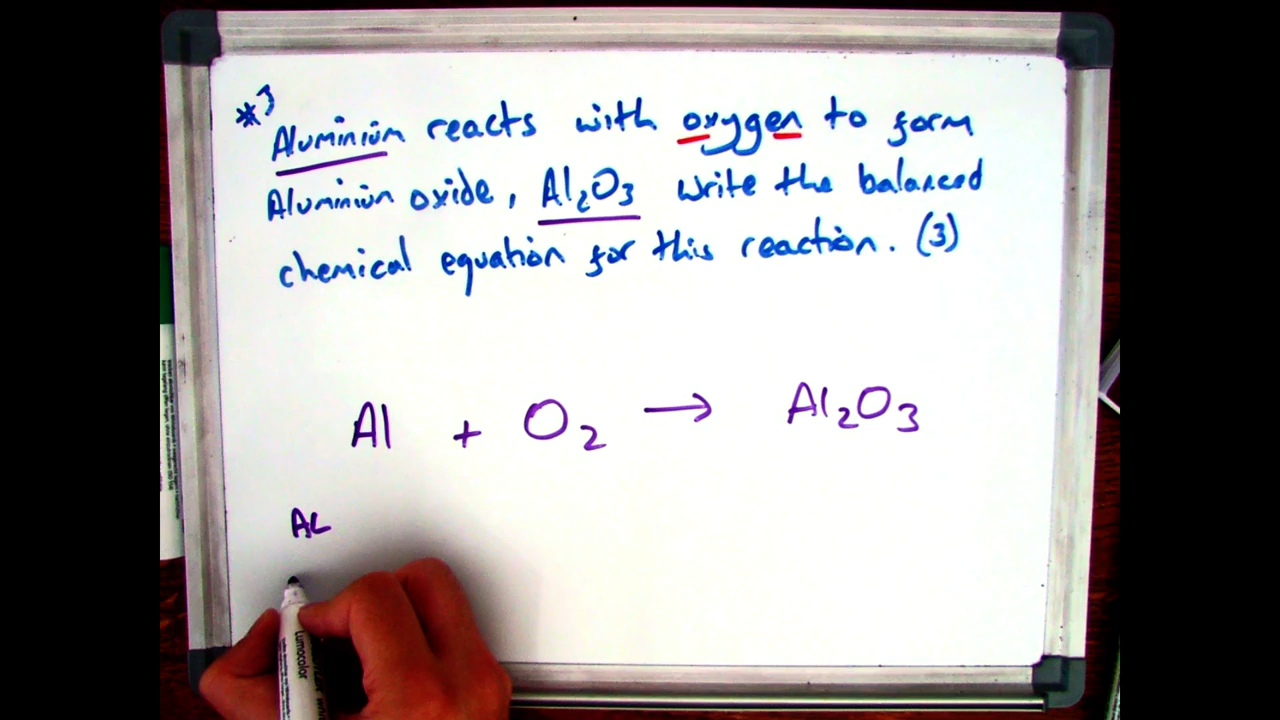 *3
Aluminium reacts with oxygen to form
Aluminium oxide, Al₂O₃ write the balanced
chemical equation for this reaction. (3)
Al + O₂ → Al₂O₃
AL
Lumocolor